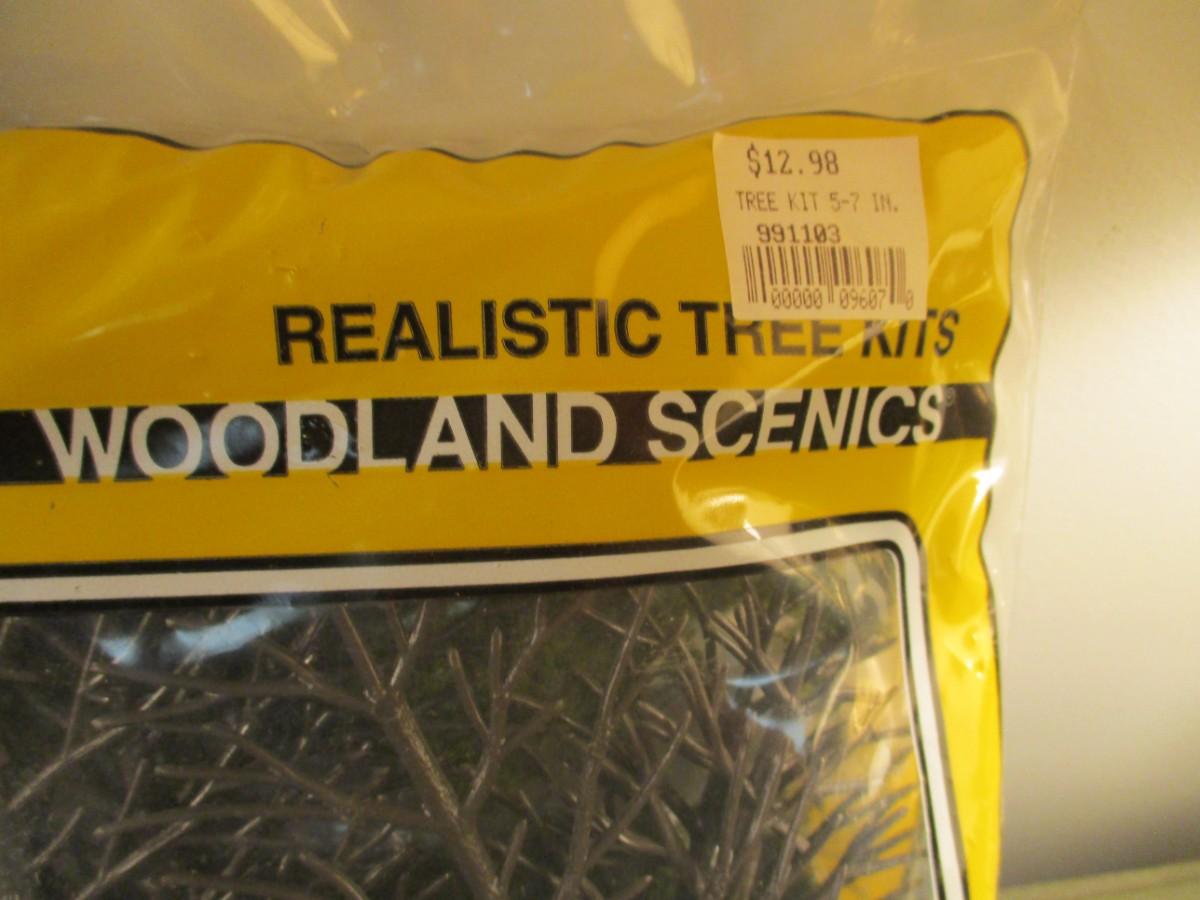 $12.98
TREE KIT 5-7 IN.
991103
00000 09607 0
REALISTIC TREE KITS
WOODLAND SCENICS®